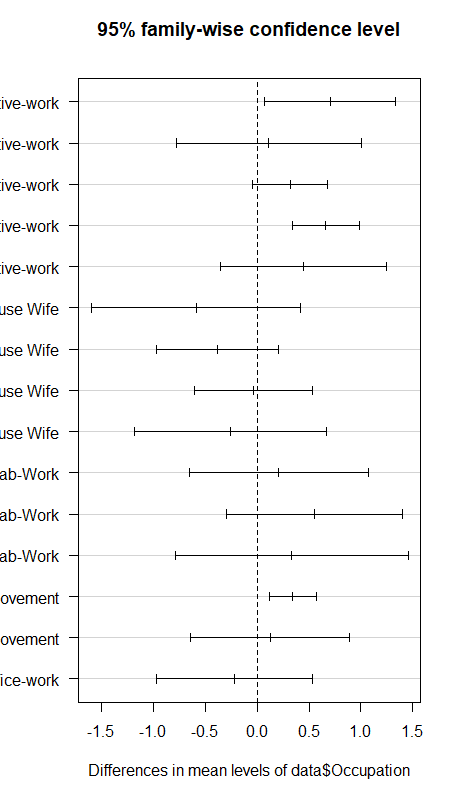 95% family-wise confidence level
tive-work
tive-work
tive-work
tive-work
tive-work
use Wife
use Wife
use Wife
use Wife
ab-Work
ab-Work
ab-Work
ovement
ovement
ice-work
-1.5 -1.0 -0.5 0.0 0.5 1.0 1.5
Differences in mean levels of data$Occupation